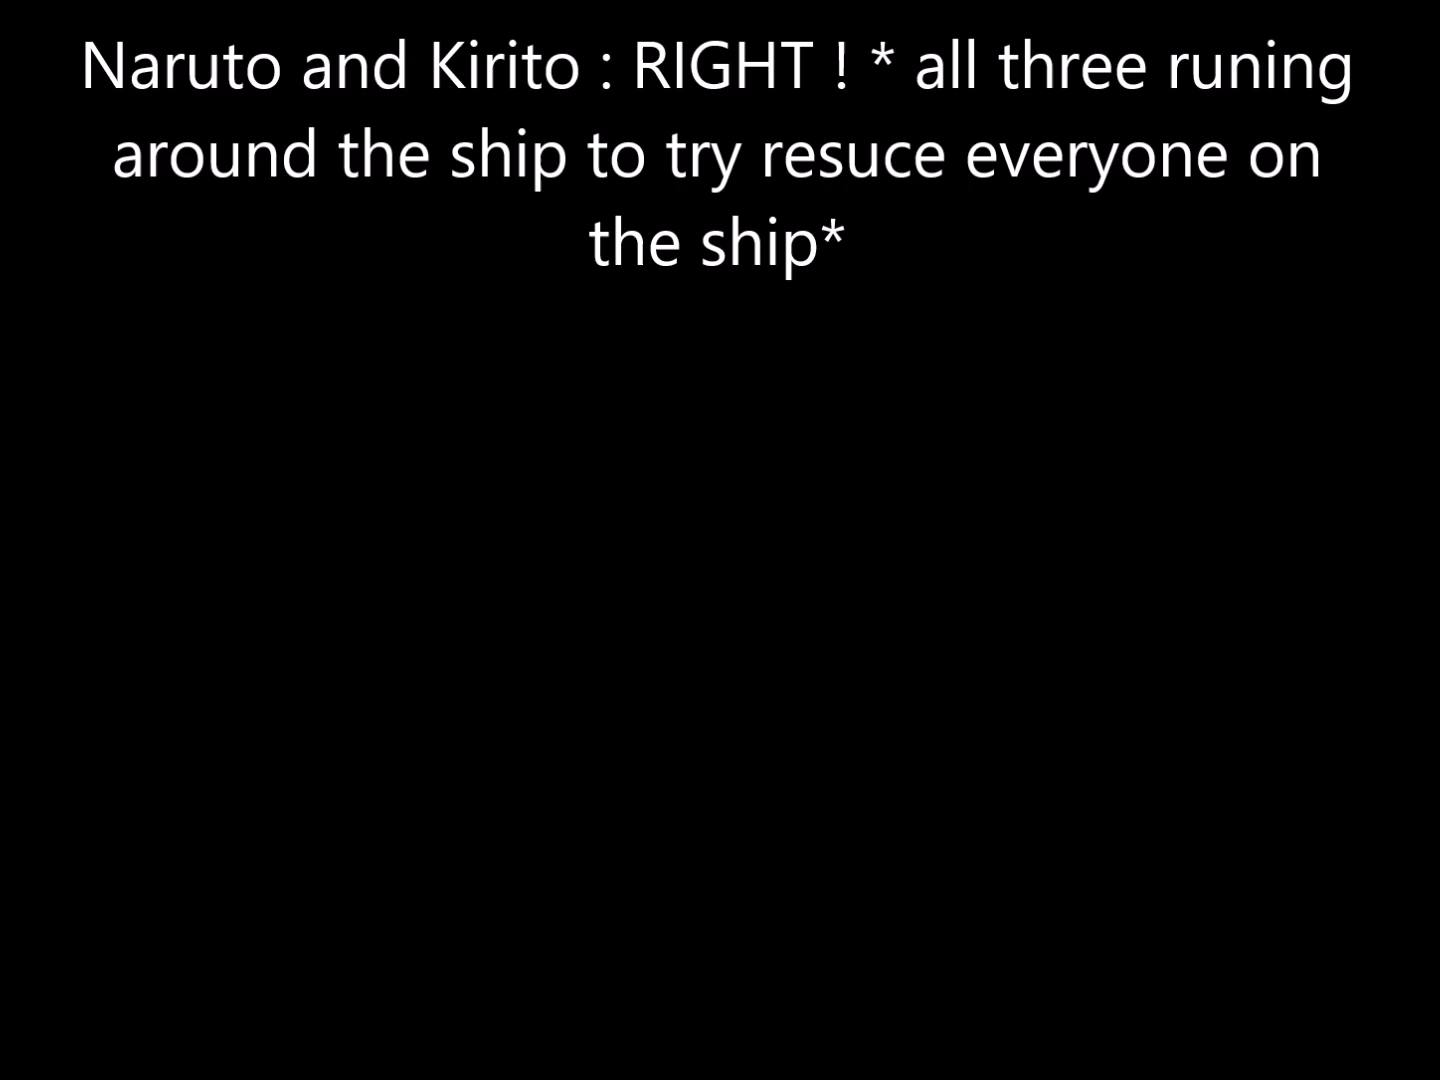 Naruto and Kirito : RIGHT ! * all three runing
around the ship to try resuce everyone on
the ship*